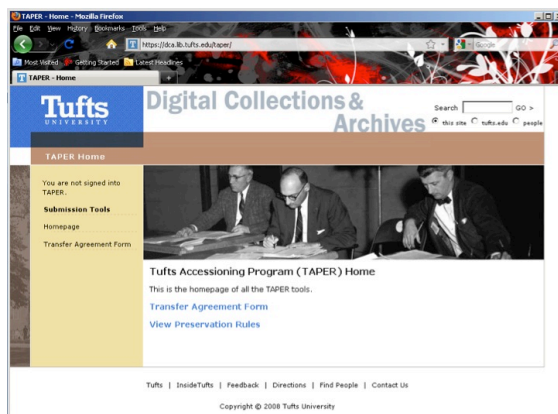 TAPER - Home - Mozilla Firefox
File Edit View History Bookmarks Tools Help
https://dca.lib.tufts.edu/taper/
Google
Most Visited Getting Started Latest Headlines
TAPER - Home
Tufts
UNIVERSITY
Digital Collections &
Archives
Search GO >
this site tufts.edu people
TAPER Home
You are not signed into
TAPER.
Submission Tools
Homepage
Transfer Agreement Form
Tufts Accessioning Program (TAPER) Home
This is the homepage of all the TAPER tools.
Transfer Agreement Form
View Preservation Rules
Tufts | InsideTufts | Feedback | Directions | Find People | Contact Us
Copyright © 2008 Tufts University